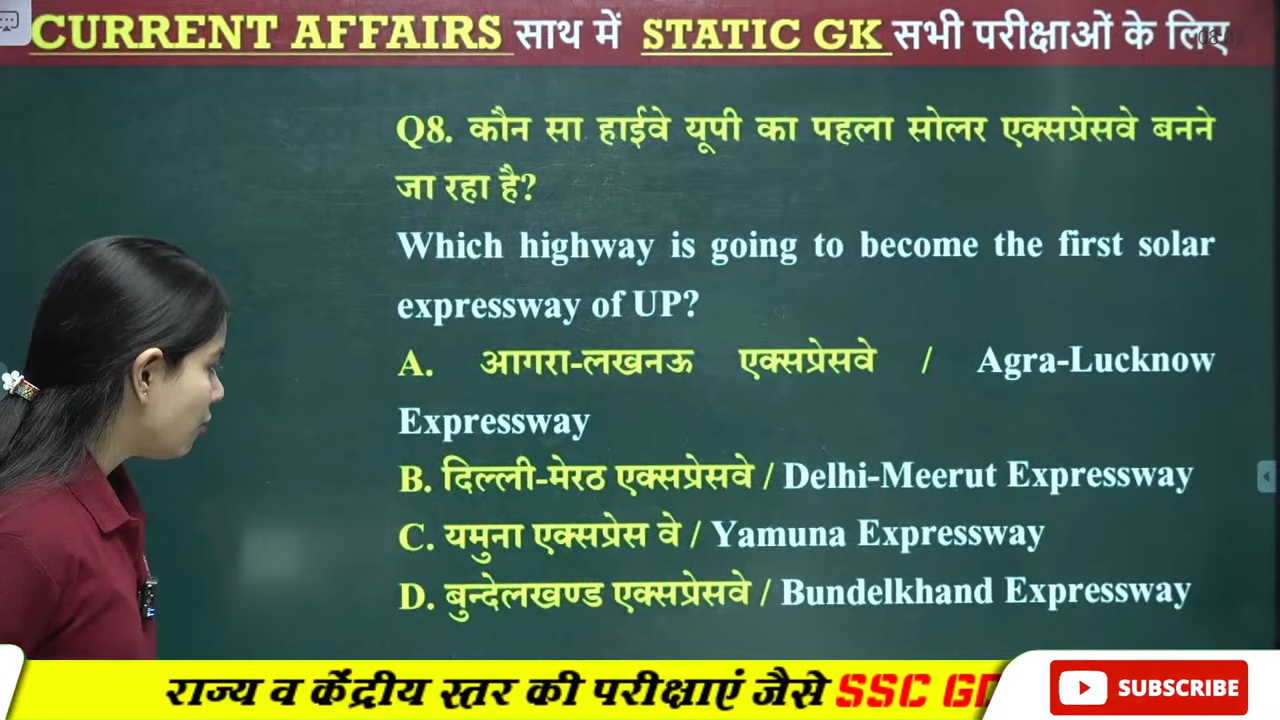 CURRENT AFFAIRS साथ में STATIC GK सभी परीक्षाओं के लिए
Q8. कौन सा हाईवे यूपी का पहला सोलर एक्सप्रेसवे बनने
जा रहा है?
Which highway is going to become the first solar
expressway of UP?
A. आगरा-लखनऊ एक्सप्रेसवे / Agra-Lucknow
Expressway
B. दिल्ली-मेरठ एक्सप्रेसवे / Delhi-Meerut Expressway
C. यमुना एक्सप्रेस वे / Yamuna Expressway
D. बुन्देलखण्ड एक्सप्रेसवे / Bundelkhand Expressway
राज्य व केंद्रीय स्तर की परीक्षाएं जैसे SSC GD
SUBSCRIBE